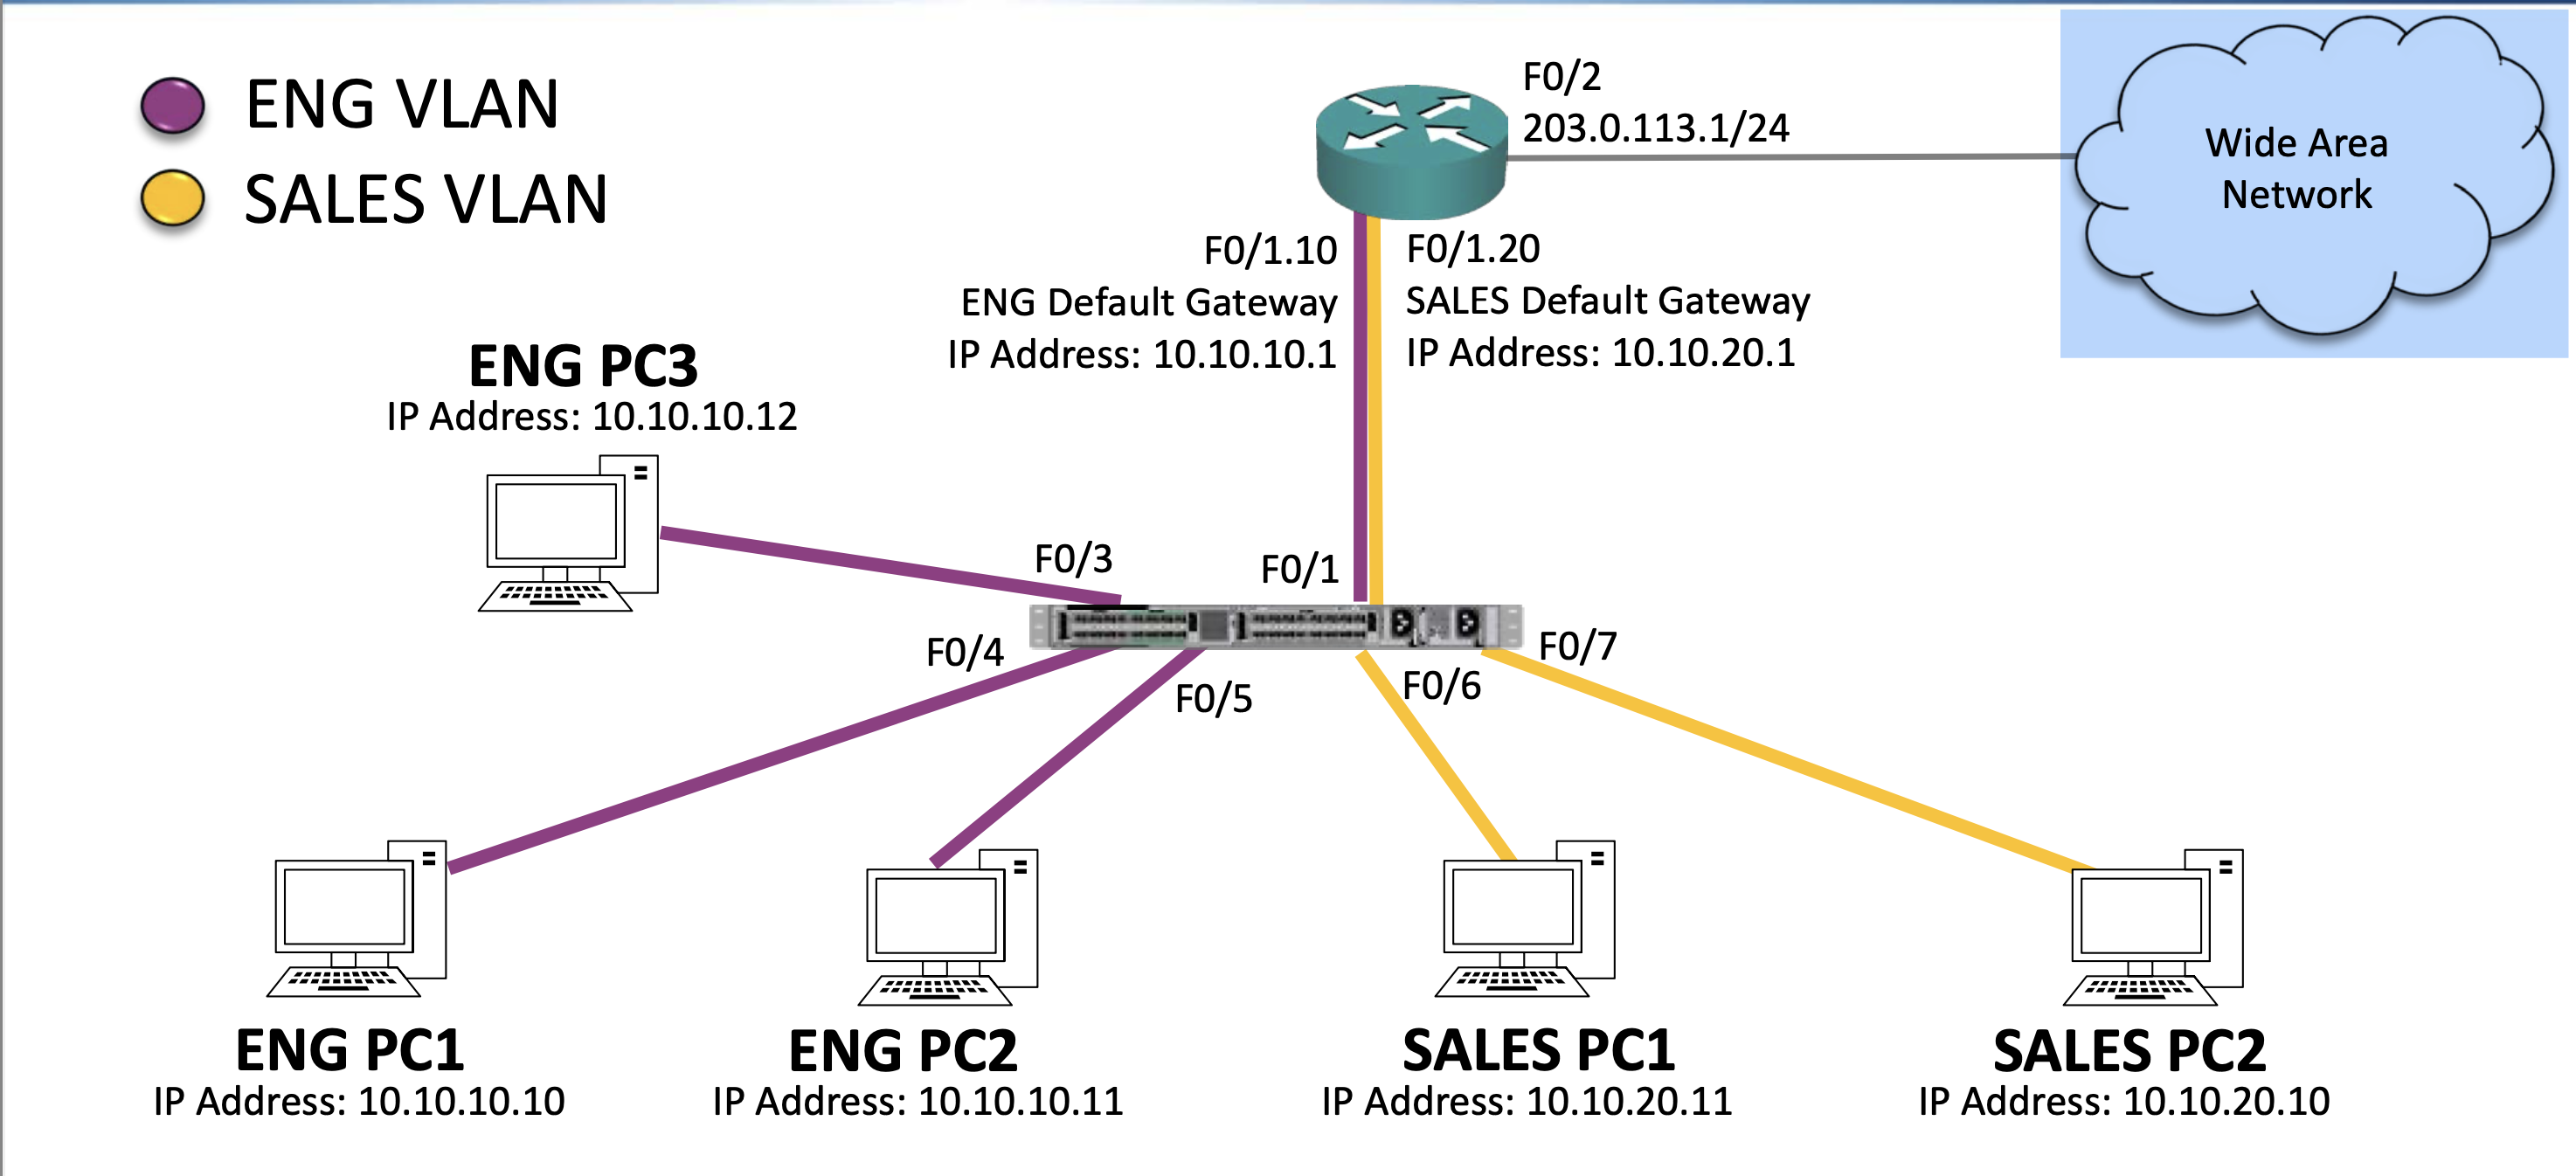 ENG VLAN
SALES VLAN
F0/2
203.0.113.1/24
Wide Area
Network
F0/1.10
ENG Default Gateway
IP Address: 10.10.10.1
F0/1.20
SALES Default Gateway
IP Address: 10.10.20.1
ENG PC3
IP Address: 10.10.10.12
F0/3
F0/1
F0/4
F0/5
F0/6
F0/7
ENG PC1
IP Address: 10.10.10.10
ENG PC2
IP Address: 10.10.10.11
SALES PC1
IP Address: 10.10.20.11
SALES PC2
IP Address: 10.10.20.10